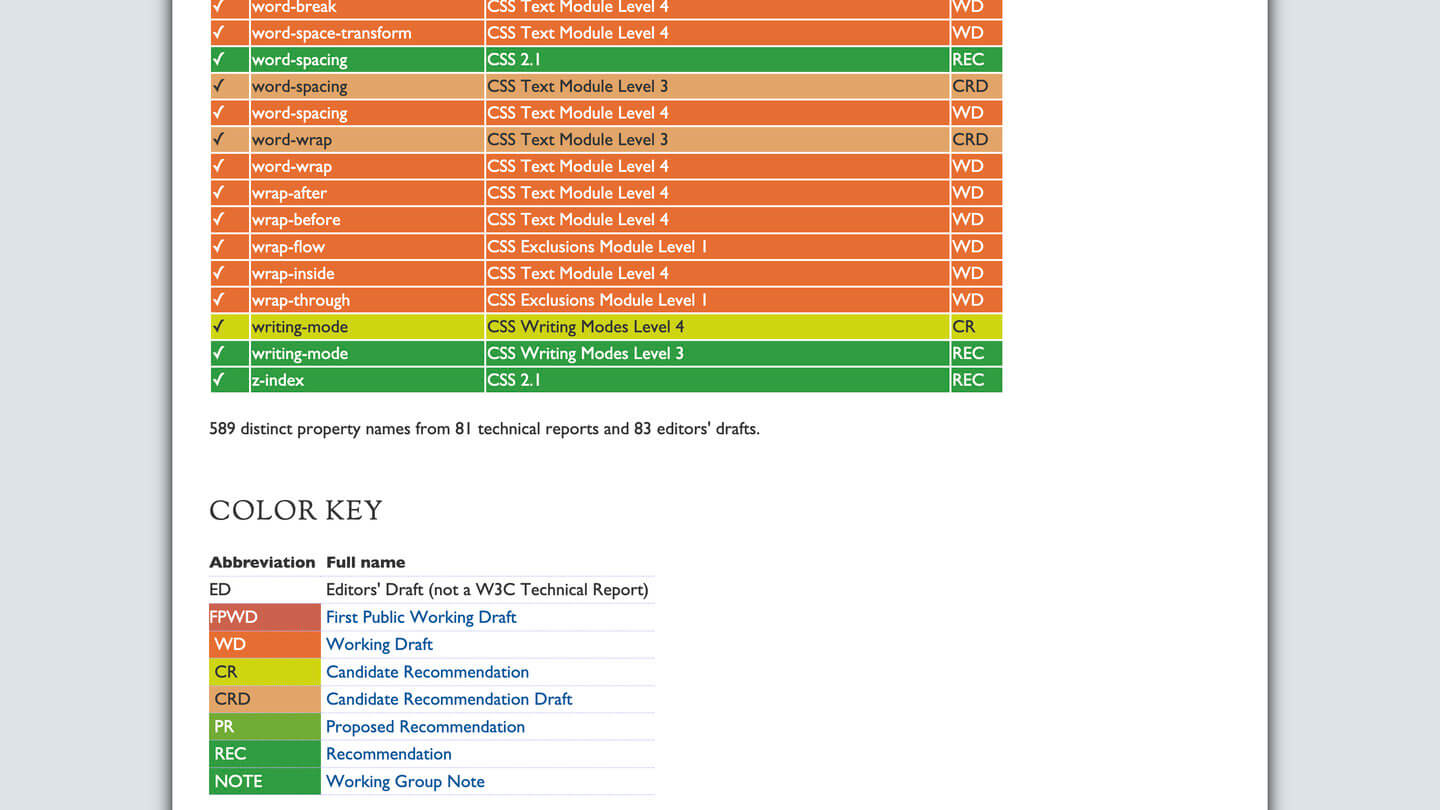 ✓ word-break CSS Text Module Level 4 WD
✓ word-space-transform CSS Text Module Level 4 WD
✓ word-spacing CSS 2.1 REC
✓ word-spacing CSS Text Module Level 3 CRD
✓ word-spacing CSS Text Module Level 4 WD
✓ word-wrap CSS Text Module Level 3 CRD
✓ word-wrap CSS Text Module Level 4 WD
✓ wrap-after CSS Text Module Level 4 WD
✓ wrap-before CSS Text Module Level 4 WD
✓ wrap-flow CSS Exclusions Module Level 1 WD
✓ wrap-inside CSS Text Module Level 4 WD
✓ wrap-through CSS Exclusions Module Level 1 WD
✓ writing-mode CSS Writing Modes Level 4 CR
✓ writing-mode CSS Writing Modes Level 3 REC
✓ z-index CSS 2.1 REC
589 distinct property names from 81 technical reports and 83 editors' drafts.
COLOR KEY
Abbreviation Full name
ED Editors' Draft (not a W3C Technical Report)
FPWD First Public Working Draft
WD Working Draft
CR Candidate Recommendation
CRD Candidate Recommendation Draft
PR Proposed Recommendation
REC Recommendation
NOTE Working Group Note